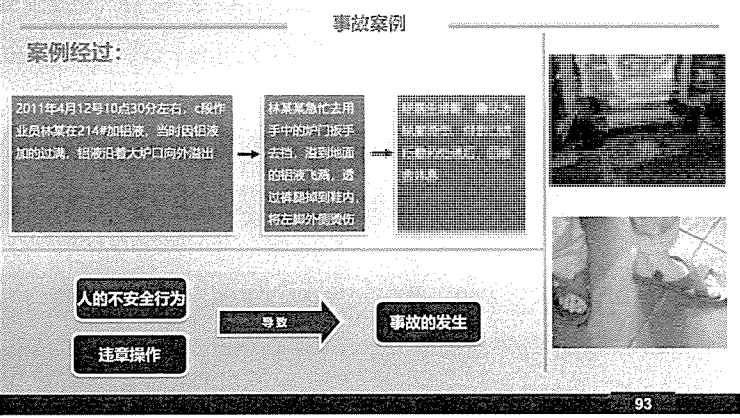 事故案例
案例经过：
2011年4月12号10点30分左右，c段作
业员林某在214#加铝液，当时因铝液
加的过满，铝液沿着大炉口向外溢出
林某某急忙去用
手中的炉门扳手
去挡，溢到地面
的铝液飞溅，透
过裤腿掉到鞋内，
将左脚外侧烫伤
人的不安全行为
违章操作
导致
事故的发生
93